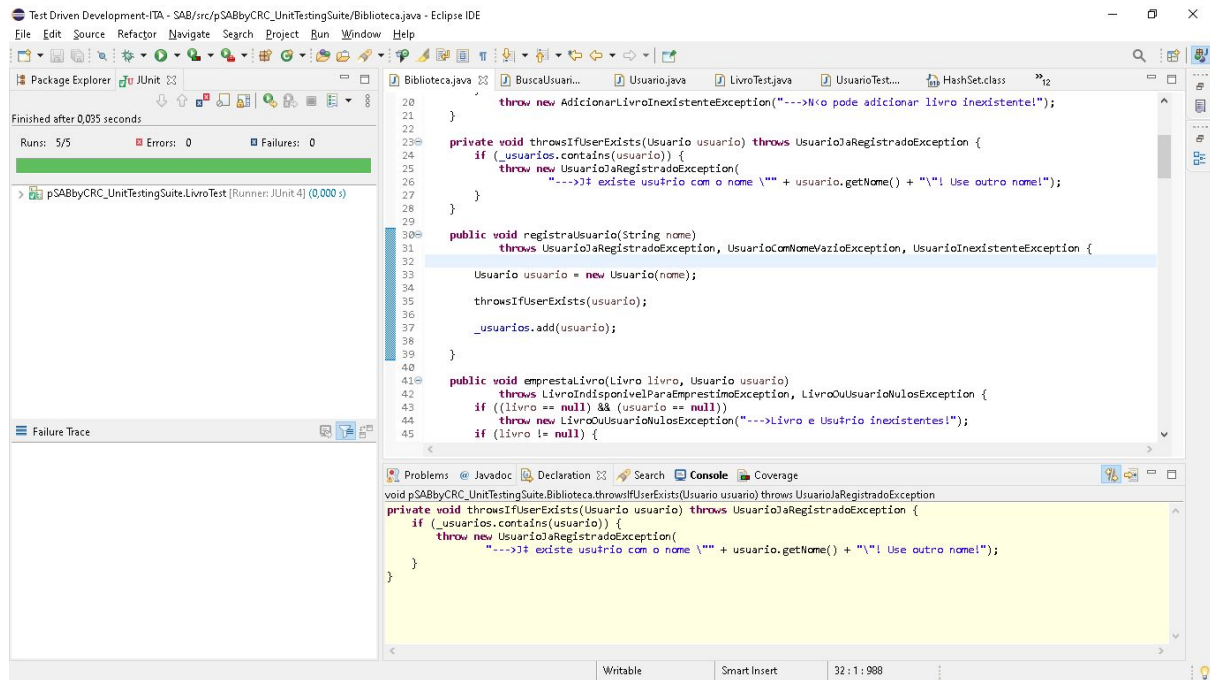 Test Driven Development-ITA - SAB/src/pSABbyCRC_UnitTestingSuite/Biblioteca.java - Eclipse IDE
File Edit Source Refactor Navigate Search Project Run Window Help
Package Explorer JUnit
Finished after 0,035 seconds
Runs: 5/5 Errors: 0 Failures: 0
pSABbyCRC_UnitTestingSuite.LivroTest [Runner: JUnit 4] (0,000 s)
Failure Trace
Biblioteca.java BuscaUsuari... Usuario.java LivroTest.java UsuarioTest.... HashSet.class »12
20 throw new AdicionarLivroInexistenteException("--->N‹o pode adicionar livro inexistente!");
21 }
22
23 private void throwsIfUserExists(Usuario usuario) throws UsuarioJaRegistradoException {
24 if (_usuarios.contains(usuario)) {
25 throw new UsuarioJaRegistradoException(
26 "--->J‡ existe usu‡rio com o nome \"" + usuario.getNome() + "\"! Use outro nome!");
27 }
28 }
29
30 public void registraUsuario(String nome)
31 throws UsuarioJaRegistradoException, UsuarioComNomeVazioException, UsuarioInexistenteException {
32
33 Usuario usuario = new Usuario(nome);
34
35 throwsIfUserExists(usuario);
36
37 _usuarios.add(usuario);
38
39 }
40
41 public void emprestaLivro(Livro livro, Usuario usuario)
42 throws LivroIndisponivelParaEmprestimoException, LivroOuUsuarioNulosException {
43 if ((livro == null) && (usuario == null))
44 throw new LivroOuUsuarioNulosException("--->Livro e Usu‡rio inexistentes!");
45 if (livro != null) {
Problems Javadoc Declaration Search Console Coverage
void pSABbyCRC_UnitTestingSuite.Biblioteca.throwsIfUserExists(Usuario usuario) throws UsuarioJaRegistradoException
private void throwsIfUserExists(Usuario usuario) throws UsuarioJaRegistradoException {
if (_usuarios.contains(usuario)) {
throw new UsuarioJaRegistradoException(
"--->J‡ existe usu‡rio com o nome \"" + usuario.getNome() + "\"! Use outro nome!");
}
}
Writable Smart Insert 32 : 1 : 988